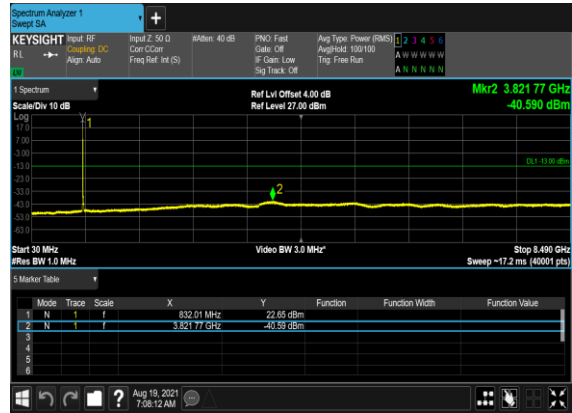 Spectrum Analyzer 1
Swept SA
+
KEYSIGHT Input: RF Input Z: 50 Ω #Atten: 40 dB PNO: Fast Avg Type: Power (RMS) 1 2 3 4 5 6
RL Coupling: DC Corr CCorr Gate: Off Avg|Hold: 100/100 A W W W W W
Align: Auto Freq Ref: Int (S) IF Gain: Low Trig: Free Run
Sig Track: Off A N N N N N
LW
1 Spectrum
Ref Lvl Offset 4.00 dB Mkr2 3.821 77 GHz
Scale/Div 10 dB Ref Level 27.00 dBm -40.590 dBm
Log
17.0
7.00
-3.00
-13.0
-23.0
-33.0
-43.0
-53.0
-63.0
1
DL1 -13.00 dBm
2
Start 30 MHz Video BW 3.0 MHz* Stop 8.490 GHz
#Res BW 1.0 MHz Sweep ~17.2 ms (40001 pts)
5 Marker Table
Mode Trace Scale X Y Function Function Width Function Value
1 N 1 f 832.01 MHz 22.65 dBm
2 N 1 f 3.821 77 GHz -40.59 dBm
3
4
5
6
? Aug 19, 2021
7:08:12 AM